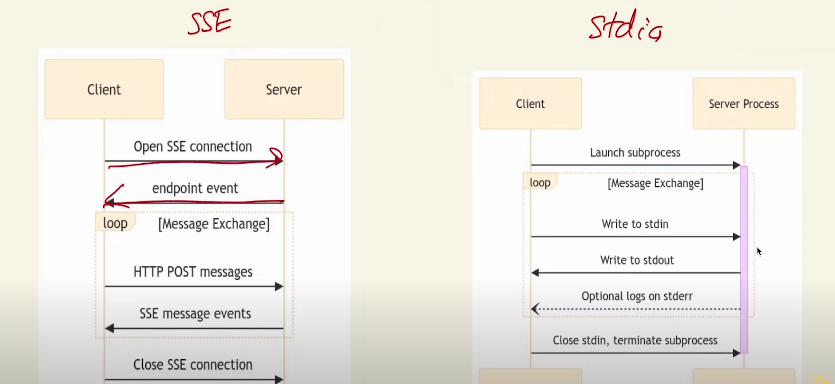 SSE
Client
Server
Open SSE connection
endpoint event
loop
[Message Exchange]
HTTP POST messages
SSE message events
Close SSE connection
Stdio
Client
Server Process
Launch subprocess
loop
[Message Exchange]
Write to stdin
Write to stdout
Optional logs on stderr
Close stdin, terminate subprocess